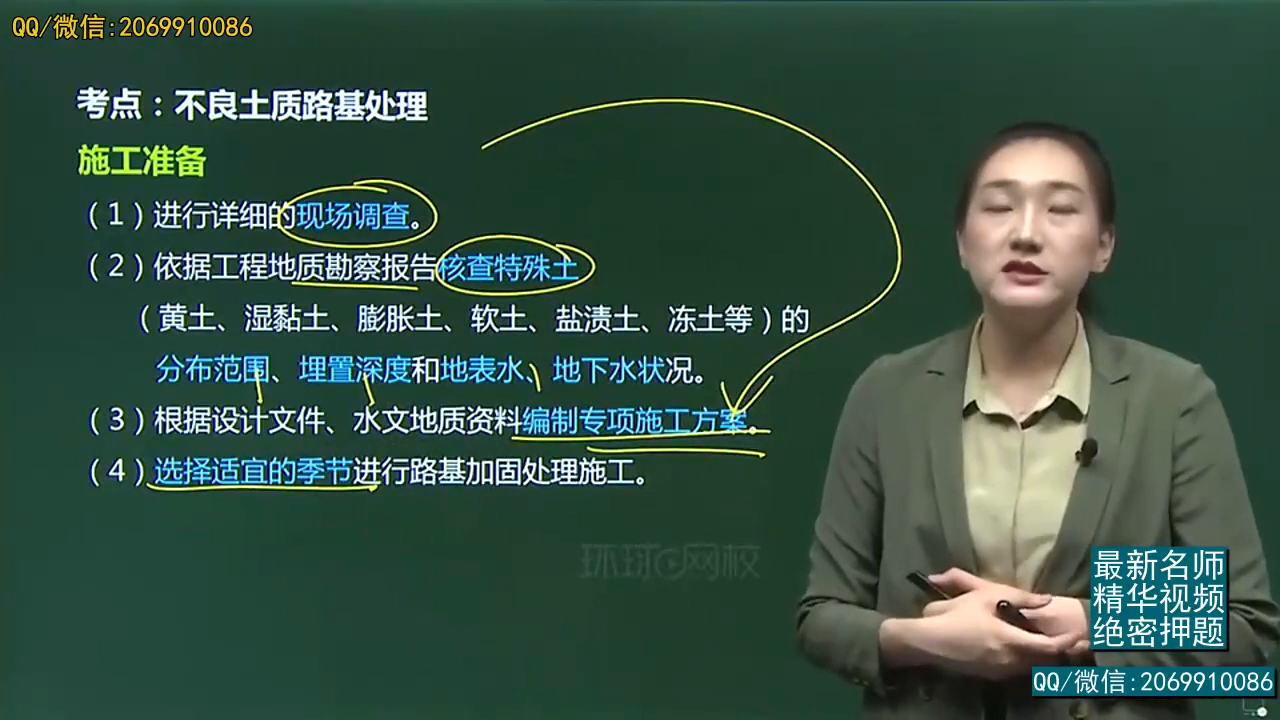 QQ/微信:2069910086
考点：不良土质路基处理
施工准备
（1）进行详细的现场调查。
（2）依据工程地质勘察报告核查特殊土
（黄土、湿黏土、膨胀土、软土、盐渍土、冻土等）的
分布范围、埋置深度和地表水、地下水状况。
（3）根据设计文件、水文地质资料编制专项施工方案。
（4）选择适宜的季节进行路基加固处理施工。
环球网校
最新名师
精华视频
绝密押题
QQ/微信:2069910086